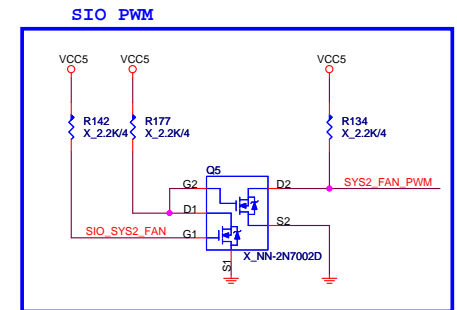 SIO PWM
VCC5 VCC5 VCC5
R142 R177 R134
X_2.2K/4 X_2.2K/4 X_2.2K/4
Q5
G2 D2 SYS2_FAN_PWM
D1 S2
SIO_SYS2_FAN G1
S1 X_NN-2N7002D